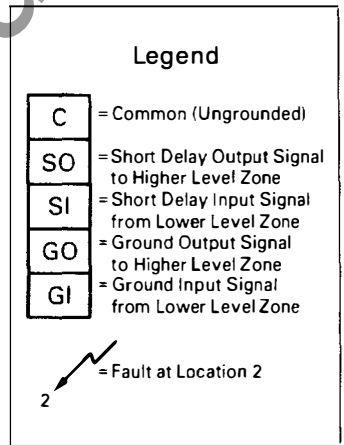 Legend
C = Common (Ungrounded)
SO = Short Delay Output Signal
to Higher Level Zone
SI = Short Delay Input Signal
from Lower Level Zone
GO = Ground Output Signal
to Higher Level Zone
GI = Ground Input Signal
from Lower Level Zone
= Fault at Location 2
2